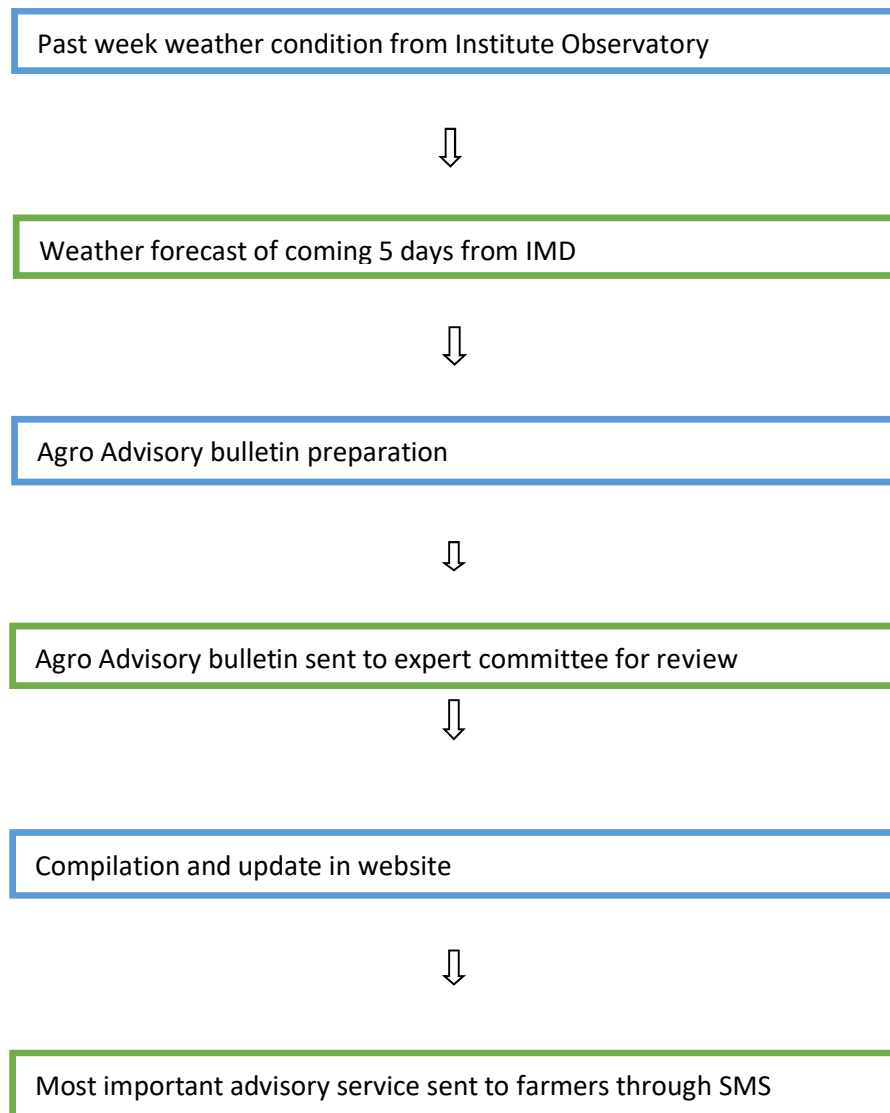 Past week weather condition from Institute Observatory
Weather forecast of coming 5 days from IMD
Agro Advisory bulletin preparation
Agro Advisory bulletin sent to expert committee for review
Compilation and update in website
Most important advisory service sent to farmers through SMS